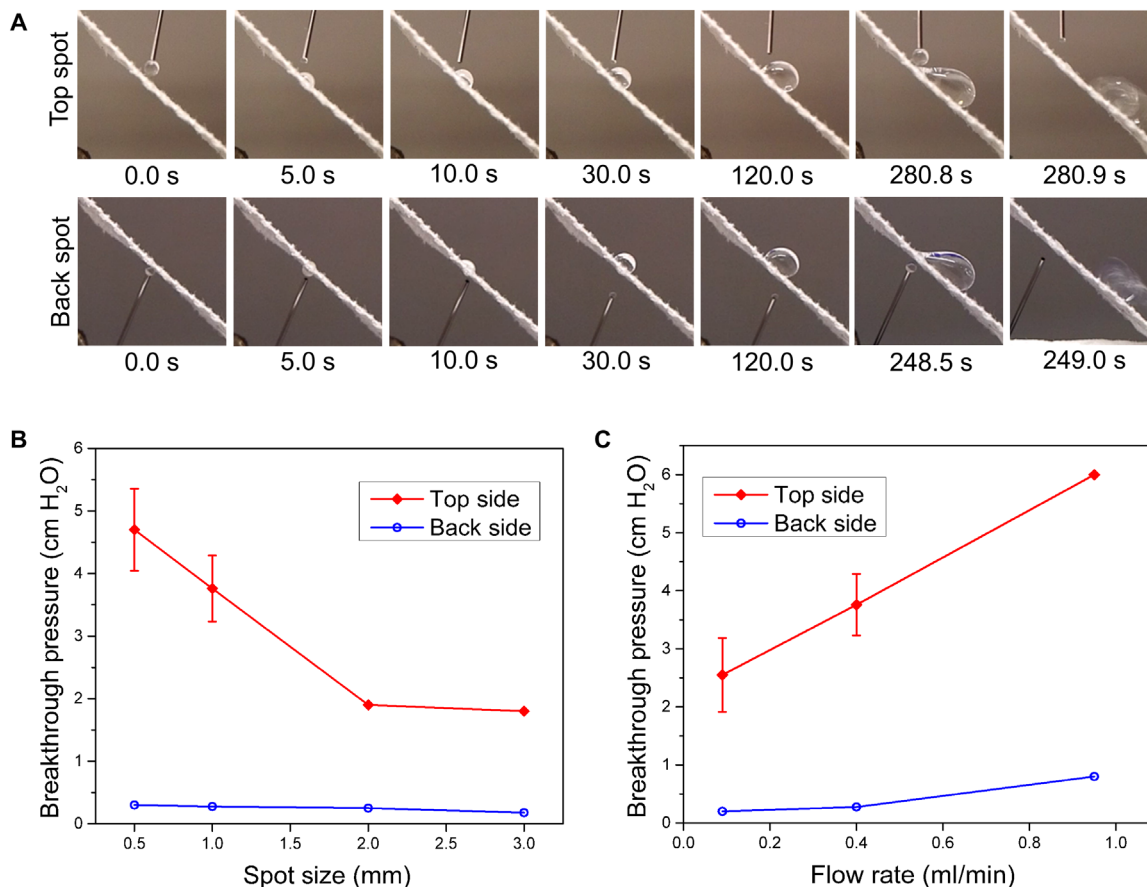 A
Top spot
0.0 s 5.0 s 10.0 s 30.0 s 120.0 s 280.8 s 280.9 s
Back spot
0.0 s 5.0 s 10.0 s 30.0 s 120.0 s 248.5 s 249.0 s
B
Breakthrough pressure (cm H₂O)
6
5
4
3
2
1
0
Top side
Back side
0.5 1.0 1.5 2.0 2.5 3.0
Spot size (mm)
C
Breakthrough pressure (cm H₂O)
6
5
4
3
2
1
0
Top side
Back side
0.0 0.2 0.4 0.6 0.8 1.0
Flow rate (ml/min)